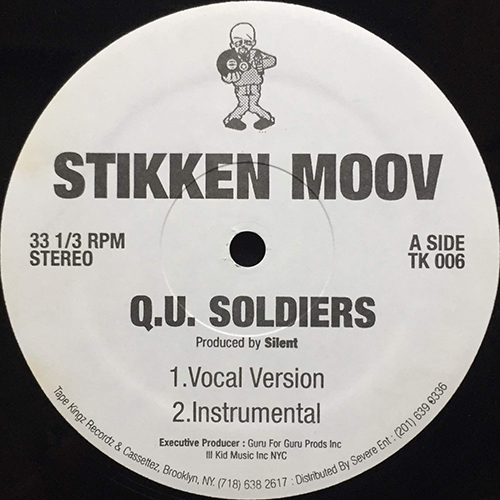 STIKKEN MOOV
33 1/3 RPM
STEREO
A SIDE
TK 006
Q.U. SOLDIERS
Produced by Silent
1.Vocal Version
2.Instrumental
Executive Producer : Guru For Guru Prods Inc
Ill Kid Music Inc NYC
Tape Kingz Recordz & Cassettez, Brooklyn, NY. (718) 638 2617 : Distributed By Severe Ent : (201) 639 0336